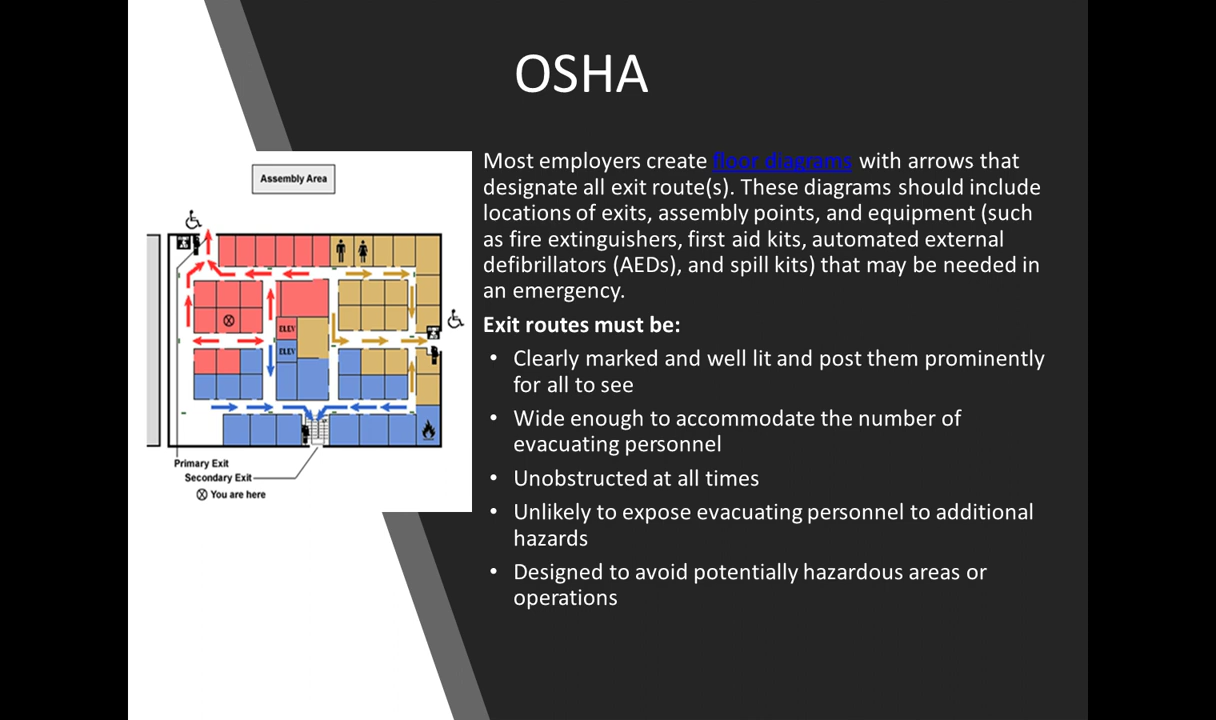 OSHA
Assembly Area
ELEV
ELEV
Primary Exit
Secondary Exit
You are here
Most employers create floor diagrams with arrows that
designate all exit route(s). These diagrams should include
locations of exits, assembly points, and equipment (such
as fire extinguishers, first aid kits, automated external
defibrillators (AEDs), and spill kits) that may be needed in
an emergency.
Exit routes must be:
• Clearly marked and well lit and post them prominently
for all to see
• Wide enough to accommodate the number of
evacuating personnel
• Unobstructed at all times
• Unlikely to expose evacuating personnel to additional
hazards
• Designed to avoid potentially hazardous areas or
operations